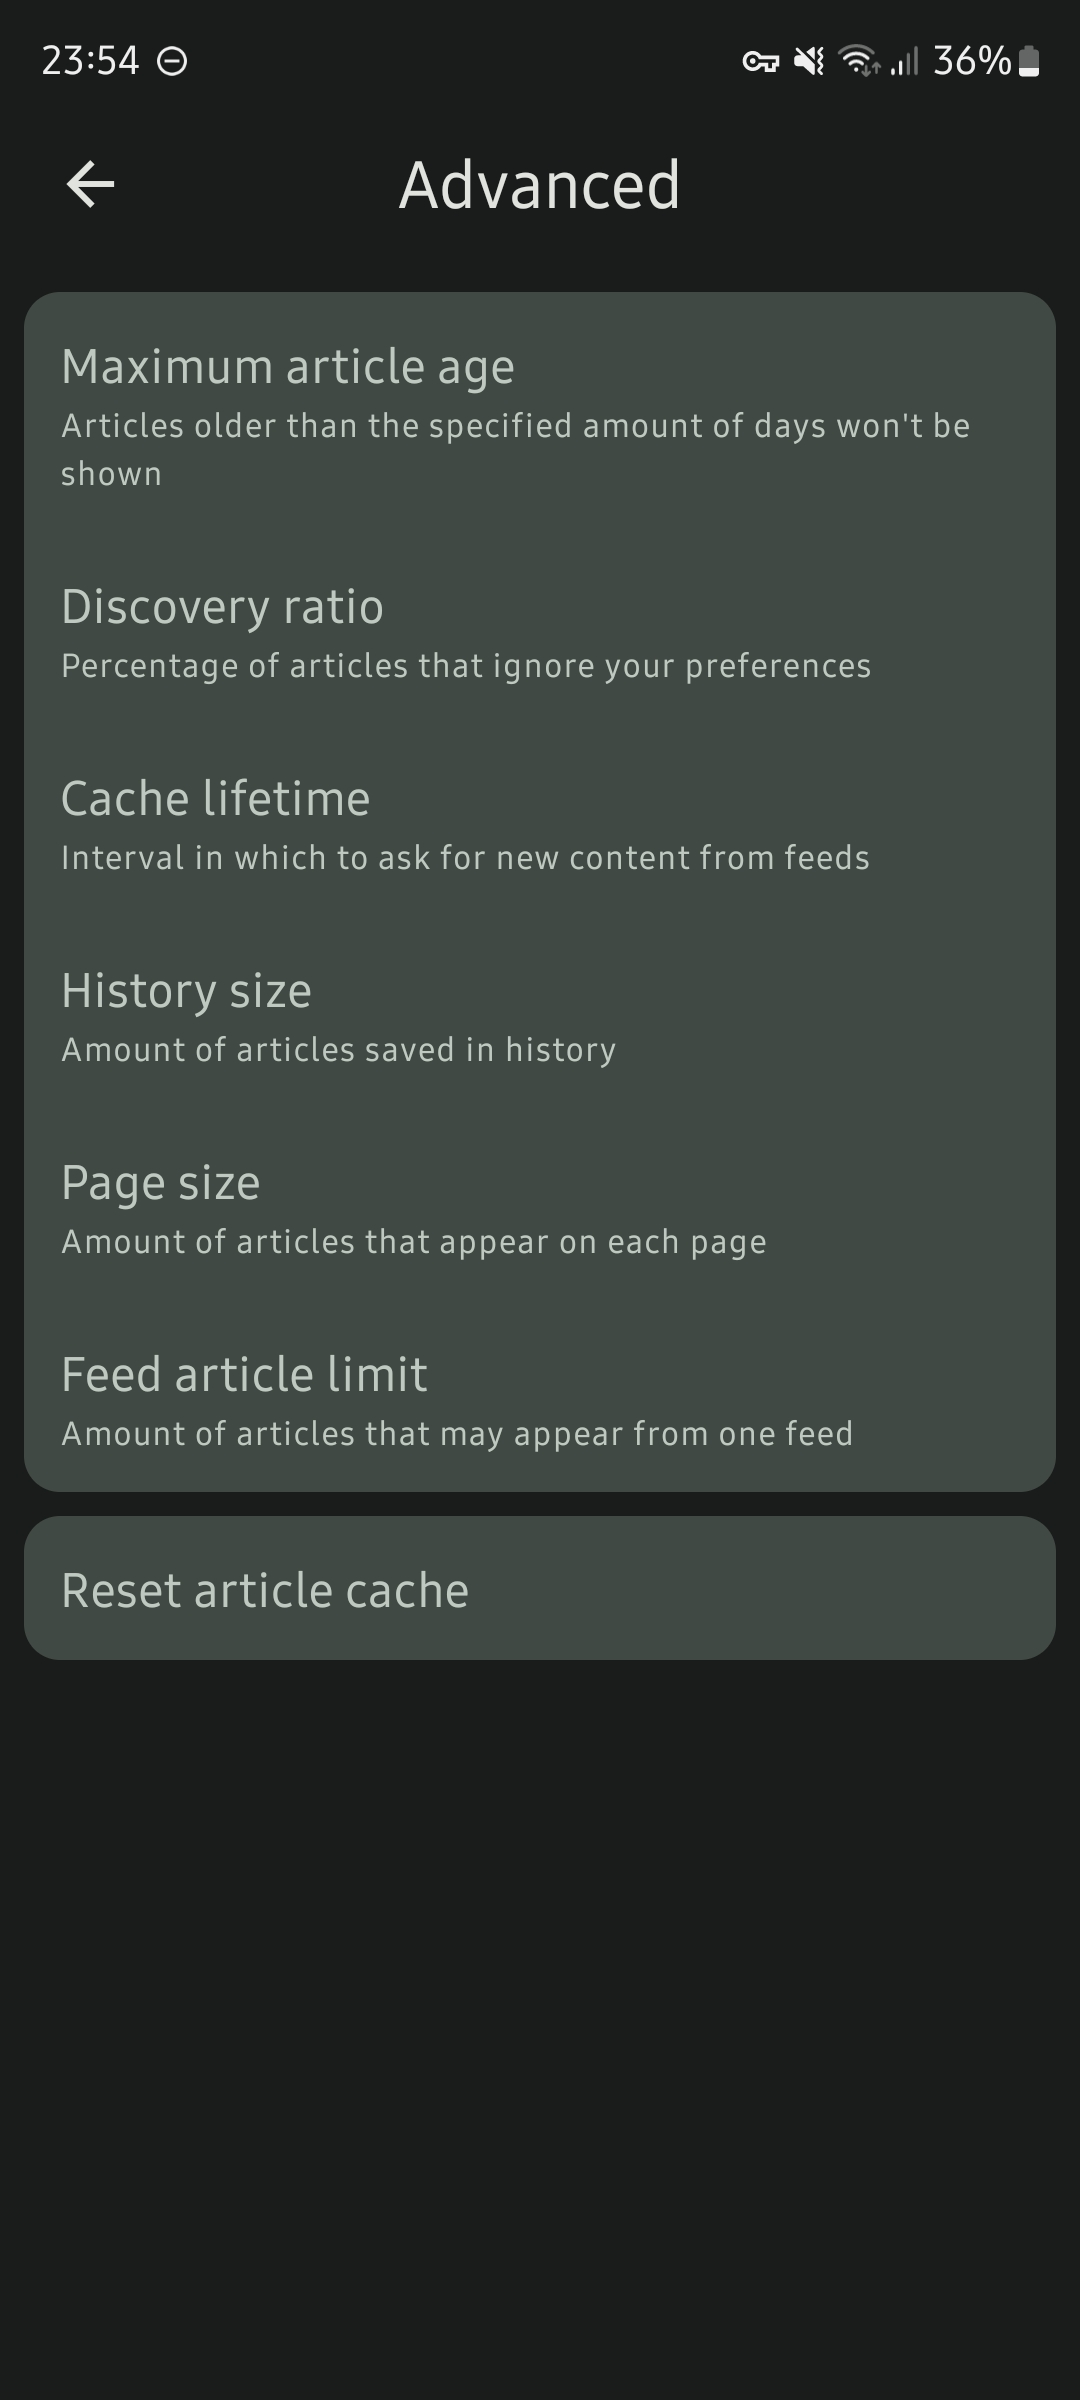 23:54
36%
Advanced
Maximum article age
Articles older than the specified amount of days won't be
shown
Discovery ratio
Percentage of articles that ignore your preferences
Cache lifetime
Interval in which to ask for new content from feeds
History size
Amount of articles saved in history
Page size
Amount of articles that appear on each page
Feed article limit
Amount of articles that may appear from one feed
Reset article cache